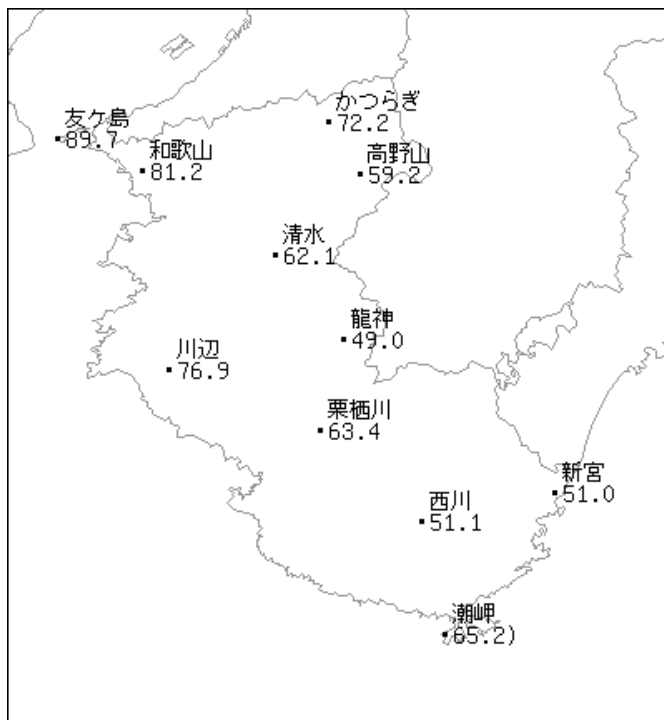 かつらぎ
72.2
友ケ島
89.7
和歌山
81.2
高野山
59.2
清水
62.1
龍神
49.0
川辺
76.9
栗栖川
63.4
新宮
51.0
西川
51.1
潮岬
65.2)